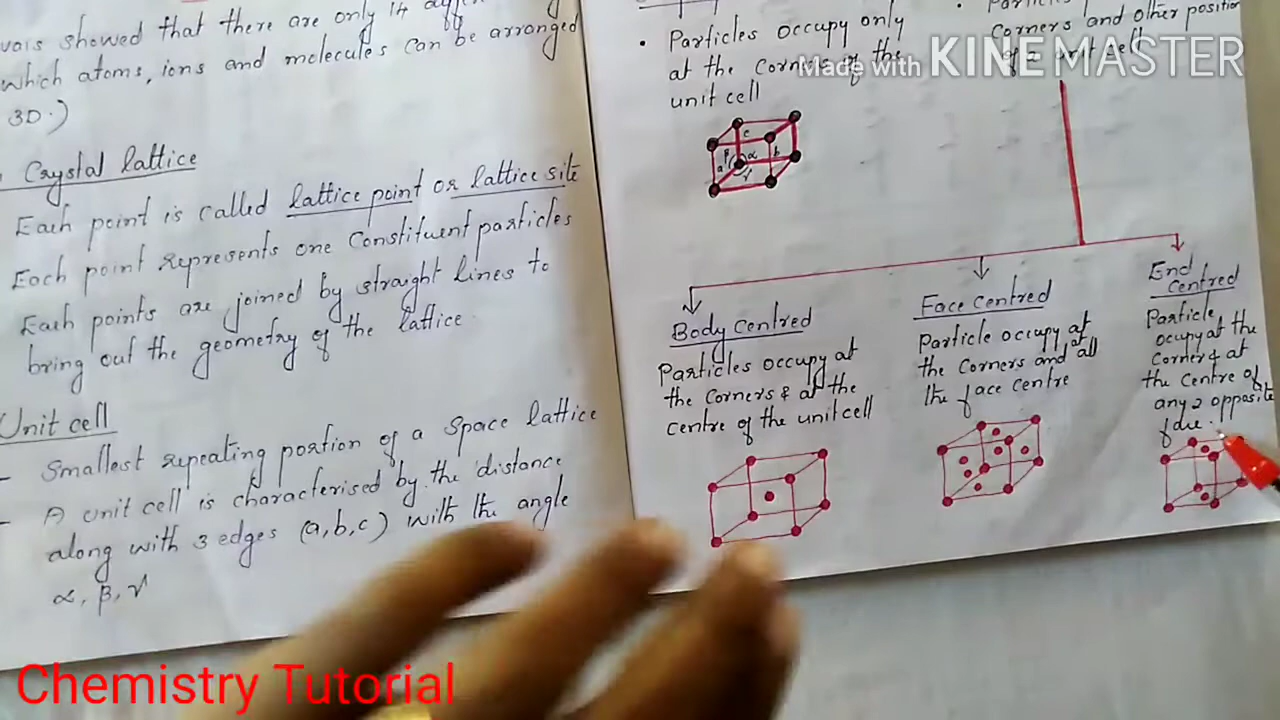 showed that there are only 14
which atoms, ions and molecules can be arranged
3D.)
Crystal lattice
Each point is called lattice point or lattice site
Each point represents one Constituent particles
Each points are joined by straight lines to
bring out the geometry of the lattice.
Unit cell
- Smallest repeating portion of a space lattice
- A unit cell is characterised by the distance
along with 3 edges (a, b, c) with the angle
α, β, γ
• Particles occupy only
at the corners of the
unit cell
c
β α b
a γ
corners and other position
of a unit cell
Made with KINEMASTER
Body Centred
Particles occupy at
the corners & at the
centre of the unit cell
Face Centred
Particle occupy at
the corners and all
the face centre
End
Centred
Particle
ocupy at the
corner & at
the centre of
any 2 opposite
Chemistry Tutorial